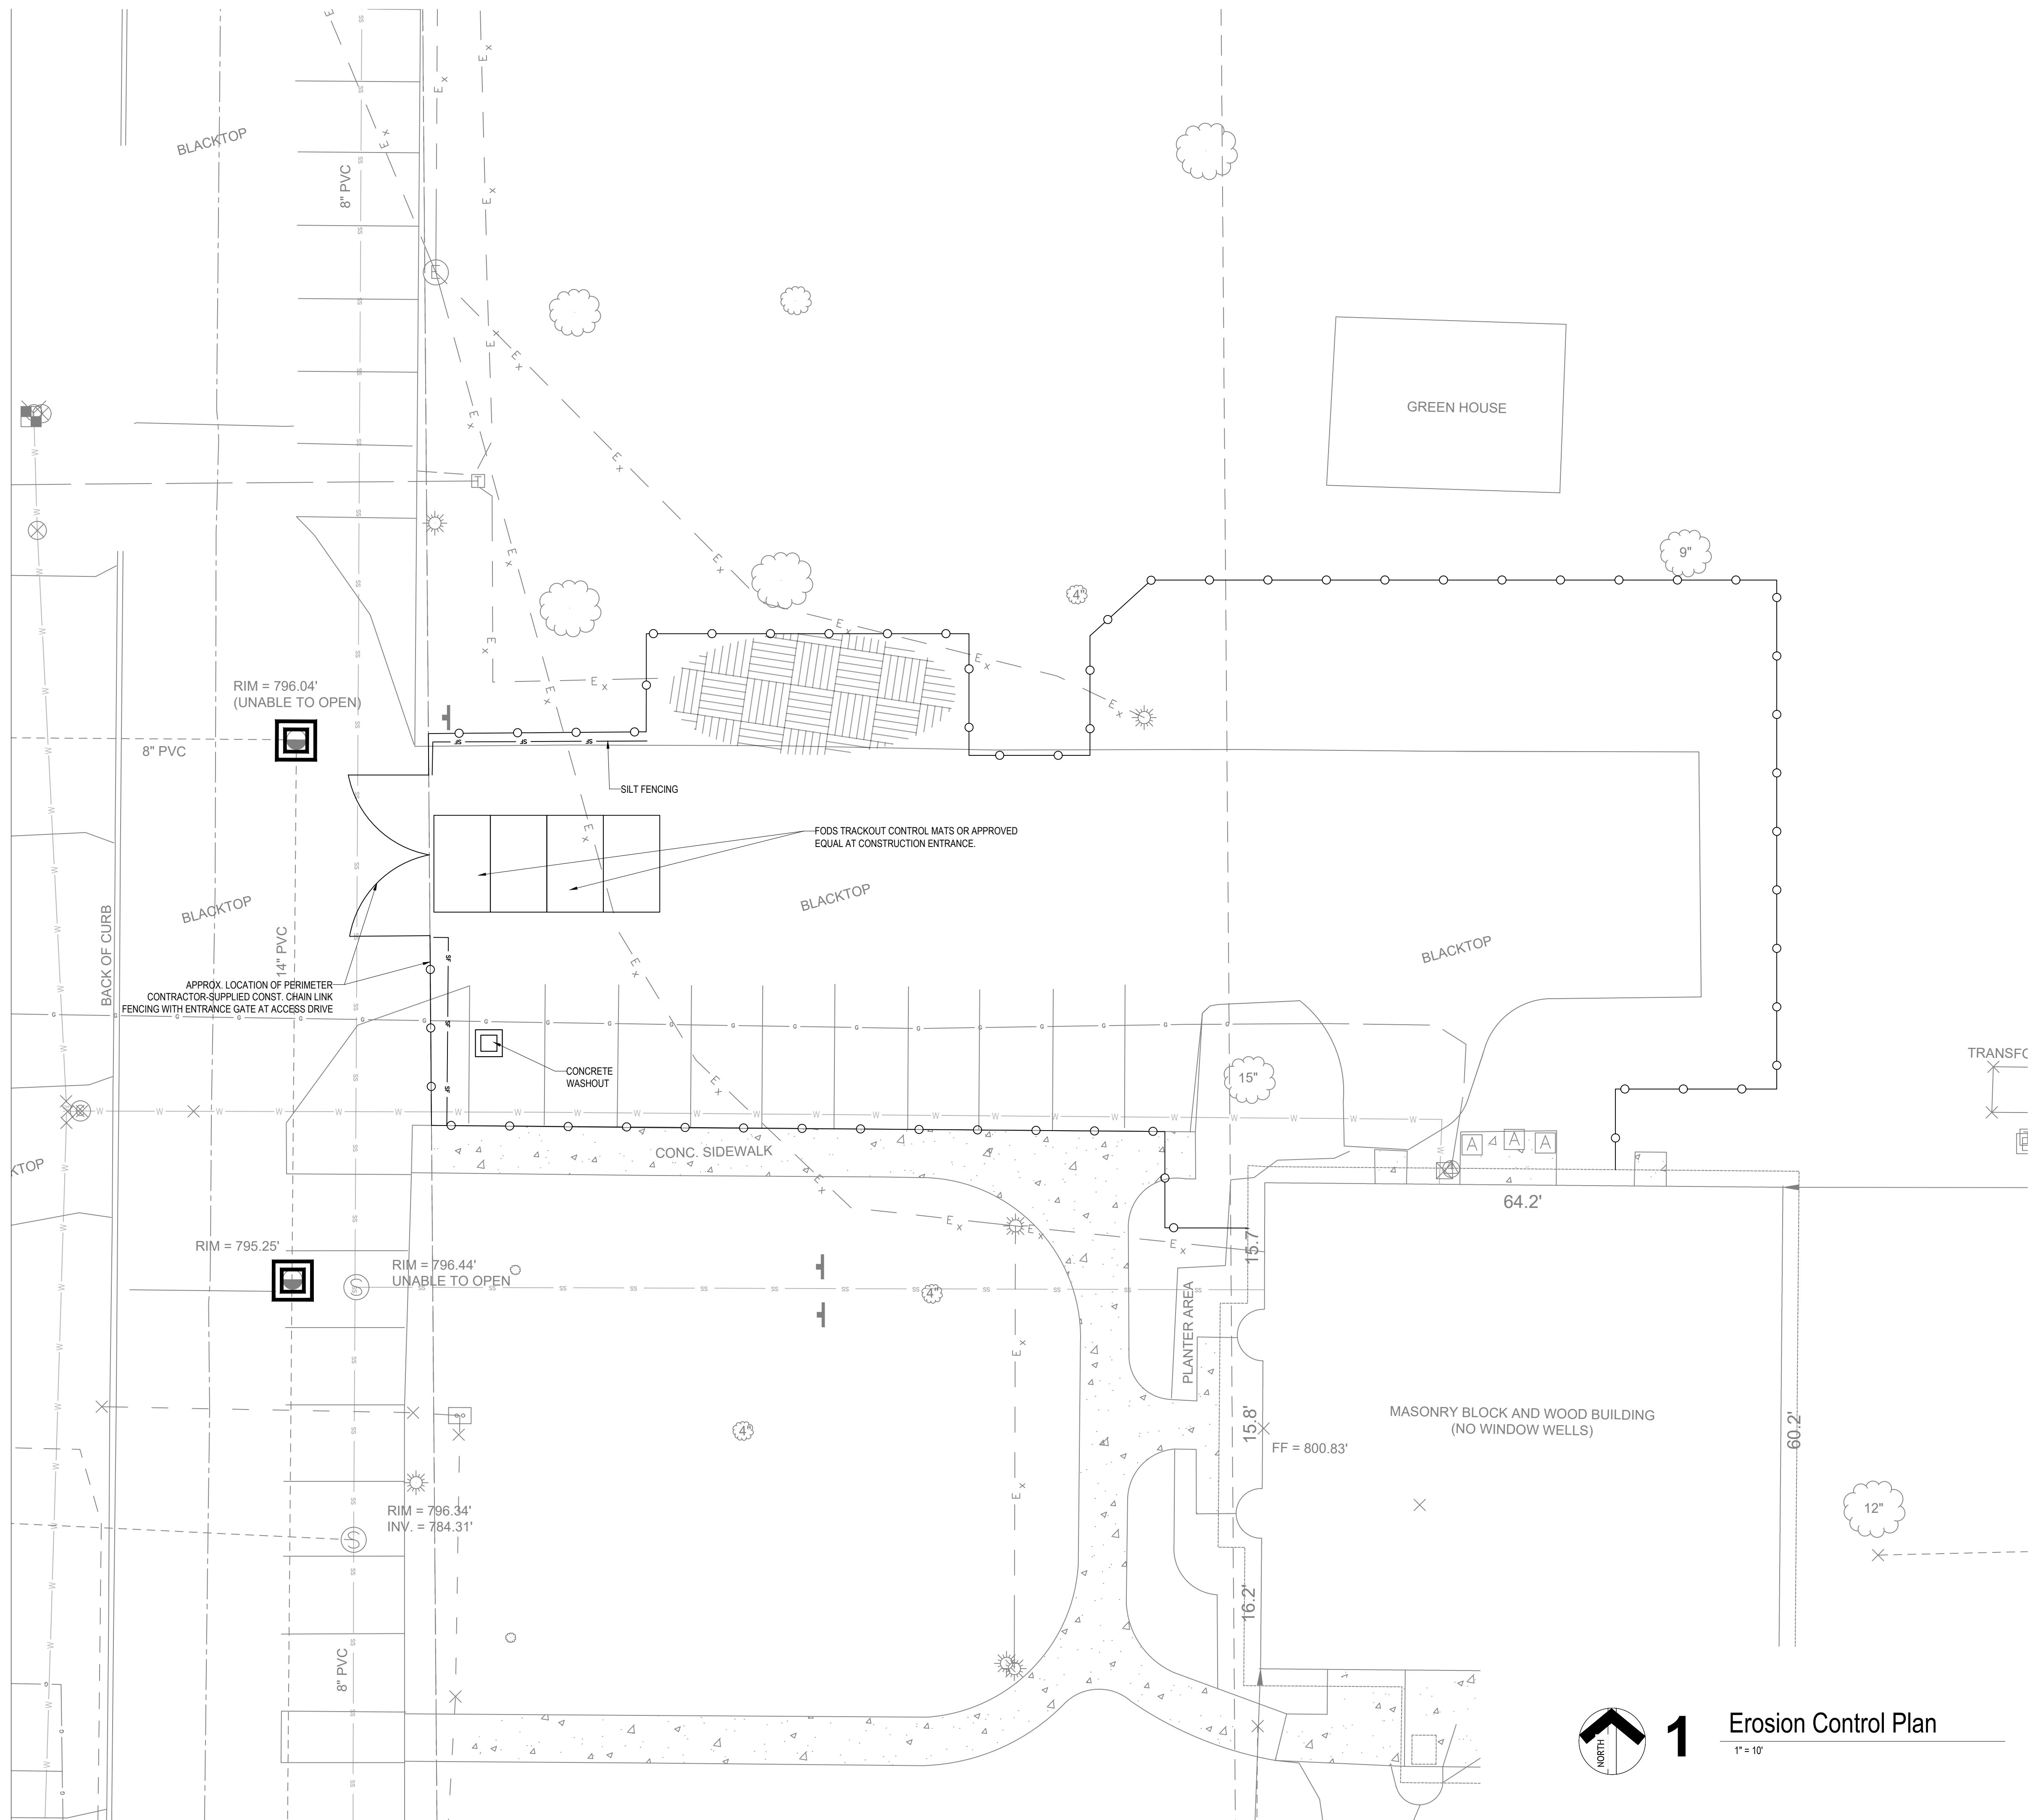 BLACKTOP
8" PVC
GREEN HOUSE
9"
4"
RIM = 796.04'
(UNABLE TO OPEN)
8" PVC
SILT FENCING
FODS TRACKOUT CONTROL MATS OR APPROVED
EQUAL AT CONSTRUCTION ENTRANCE.
BLACKTOP
BLACKTOP
BLACKTOP
BACK OF CURB
14" PVC
APPROX. LOCATION OF PERIMETER
CONTRACTOR-SUPPLIED CONST. CHAIN LINK
FENCING WITH ENTRANCE GATE AT ACCESS DRIVE
CONCRETE
WASHOUT
15"
TRANSFO
CONC. SIDEWALK
KTOP
A A A
64.2'
RIM = 795.25'
RIM = 796.44'
UNABLE TO OPEN
15.7'
4"
PLANTER AREA
MASONRY BLOCK AND WOOD BUILDING
(NO WINDOW WELLS)
15.8'
FF = 800.83'
60.2'
4"
12"
RIM = 796.34'
INV. = 784.31'
16.2'
8" PVC
NORTH
1
Erosion Control Plan
1" = 10'